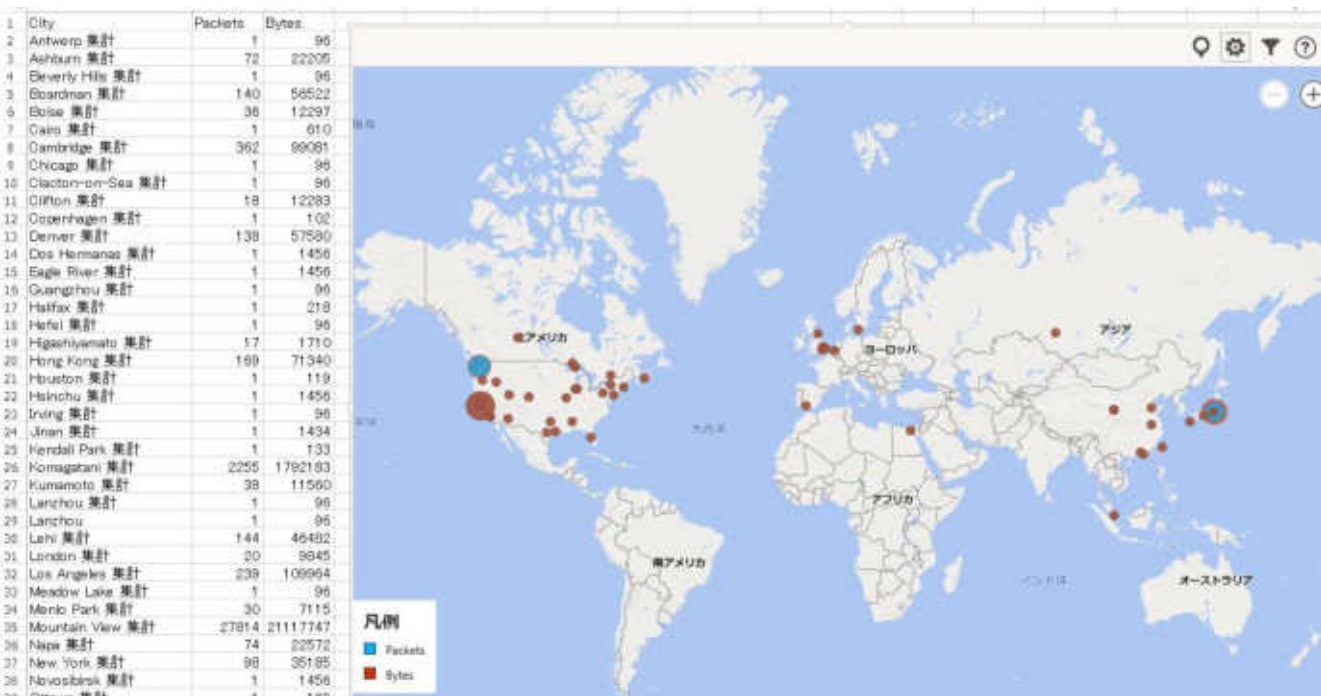 1 City Packets Bytes
2 Antwerp 集計 1 96
3 Ashburn 集計 72 22205
4 Beverly Hills 集計 1 96
5 Boardman 集計 140 56522
6 Boise 集計 36 12297
7 Cairo 集計 1 610
8 Cambridge 集計 362 99081
9 Chicago 集計 1 96
10 Clacton-on-Sea 集計 1 96
11 Clifton 集計 18 12283
12 Copenhagen 集計 1 102
13 Denver 集計 138 57580
14 Dos Hermanas 集計 1 1456
15 Eagle River 集計 1 1456
16 Guangzhou 集計 1 96
17 Halifax 集計 1 218
18 Hefei 集計 1 96
19 Higashiyamato 集計 17 1710
20 Hong Kong 集計 169 71340
21 Houston 集計 1 119
22 Hsinchu 集計 1 1456
23 Irving 集計 1 96
24 Jinan 集計 1 1434
25 Kendall Park 集計 1 133
26 Komagatani 集計 2255 1792193
27 Kumamoto 集計 38 11560
28 Lanzhou 集計 1 96
29 Lanzhou 1 96
30 Lehi 集計 144 46482
31 London 集計 20 9845
32 Los Angeles 集計 239 109964
33 Meadow Lake 集計 1 96
34 Menlo Park 集計 30 7115
35 Mountain View 集計 27814 21117747
36 Napa 集計 74 22572
37 New York 集計 98 35185
38 Novosibirsk 集計 1 1456
アメリカ
ヨーロッパ
アジア
大西洋
アフリカ
南アメリカ
インド洋
オーストラリア
凡例
Packets
Bytes